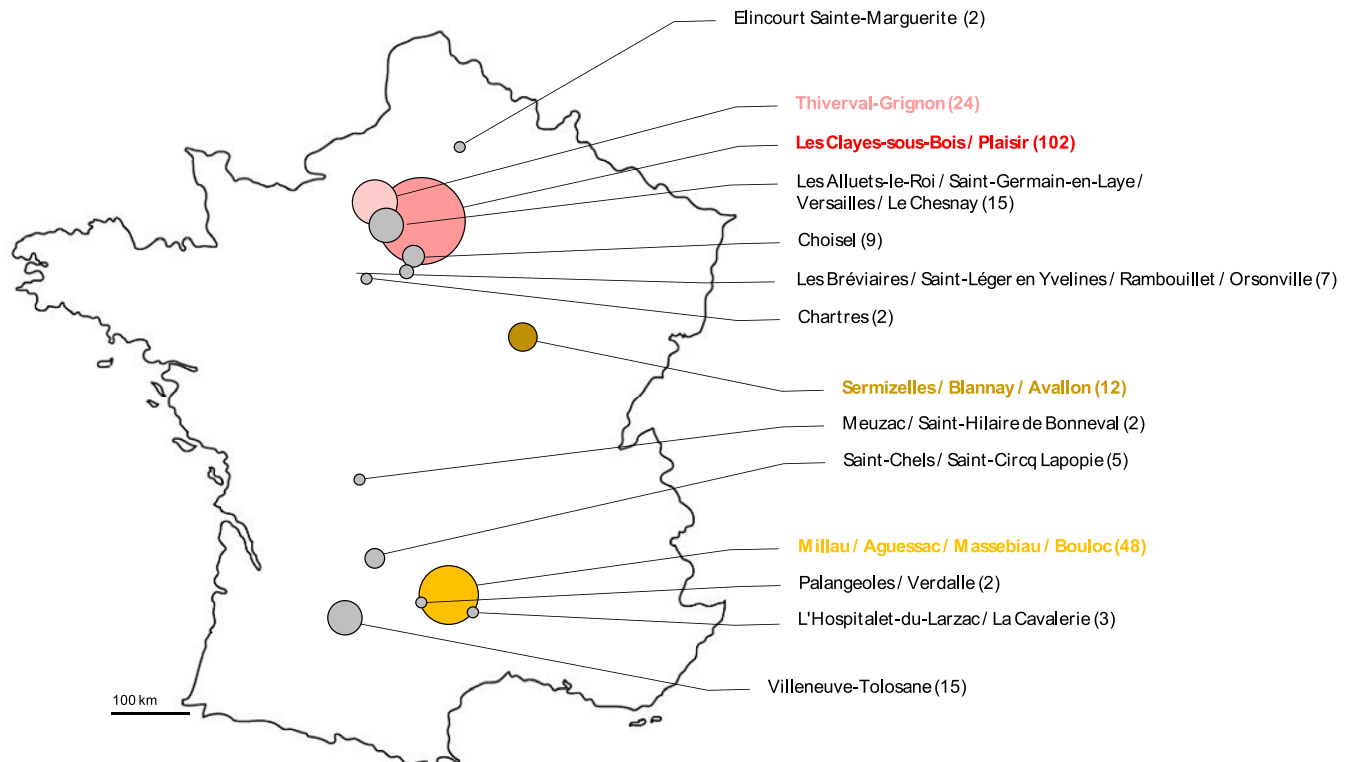 Elincourt Sainte-Marguerite (2)
Thiverval-Grignon (24)
Les Clayes-sous-Bois / Plaisir (102)
Les Alluets-le-Roi / Saint-Germain-en-Laye /
Versailles / Le Chesnay (15)
Choisel (9)
Les Bréviaires / Saint-Léger en Yvelines / Rambouillet / Orsonville (7)
Chartres (2)
Sermizelles / Blannay / Avallon (12)
Meuzac / Saint-Hilaire de Bonneval (2)
Saint-Chels / Saint-Circq Lapopie (5)
Millau / Aguessac / Massebiau / Bouloc (48)
Palangeoles / Verdalle (2)
L'Hospitalet-du-Larzac / La Cavalerie (3)
Villeneuve-Tolosane (15)
100 km